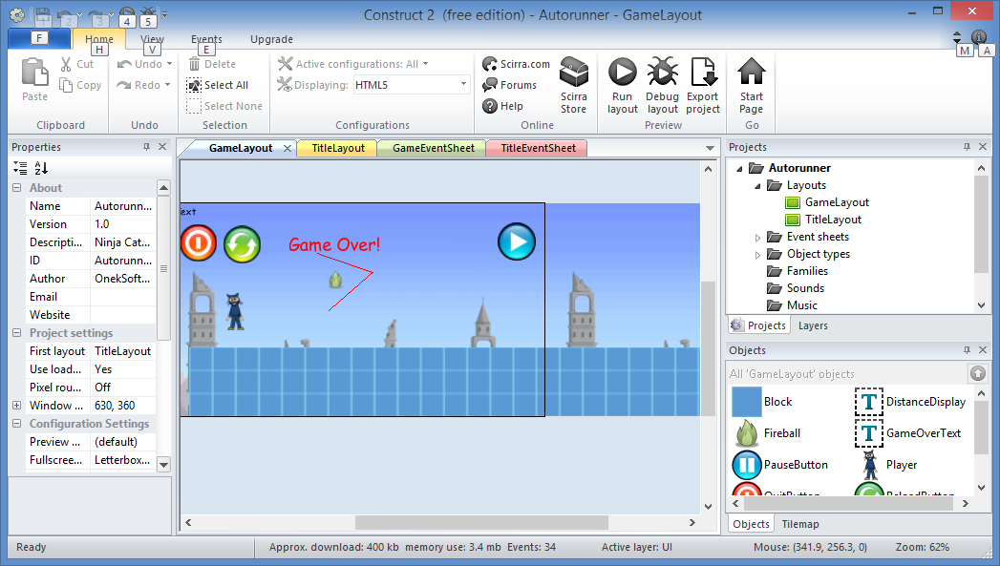 Construct 2  (free edition) - Autorunner - GameLayout
1 2 3 4 5
F Home View Events Upgrade
H V E M A
Paste Cut Copy
Undo Redo
Delete Select All Select None
Active configurations: All
Displaying: HTML5
Scirra.com Forums Help
Scirra Store
Run layout
Debug layout
Export project
Start Page
Clipboard Undo Selection Configurations Online Preview Go
Properties
About
Name Autorunn...
Version 1.0
Descripti... Ninja Cat...
ID Autorunn...
Author OnekSoft...
Email
Website
Project settings
First layout TitleLayout
Use load... Yes
Pixel rou... Off
Window ... 630, 360
Configuration Settings
Preview ... (default)
Fullscree... Letterbox...
GameLayout TitleLayout GameEventSheet TitleEventSheet
ext
Game Over!
Projects
Autorunner
Layouts
GameLayout
TitleLayout
Event sheets
Object types
Families
Sounds
Music
Projects Layers
Objects
All 'GameLayout' objects
Block DistanceDisplay
Fireball GameOverText
PauseButton Player
QuitButton ReloadButton
Objects Tilemap
Ready Approx. download: 400 kb  memory use: 3.4 mb  Events: 34 Active layer: UI Mouse: (341.9, 256.3, 0) Zoom: 62%